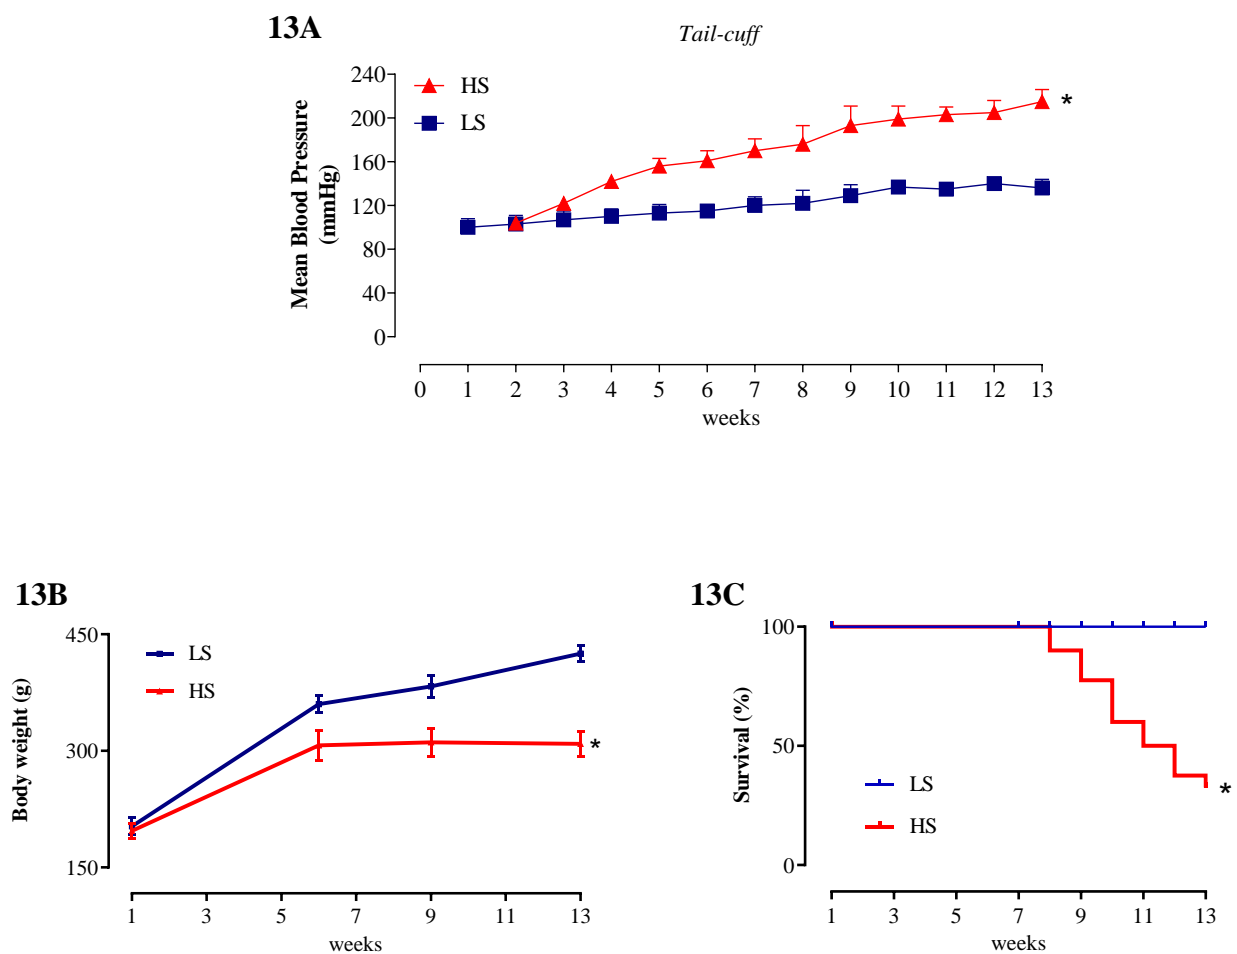 13A
Tail-cuff
HS
LS
Mean Blood Pressure
(mmHg)
240
200
160
120
80
40
0
*
0 1 2 3 4 5 6 7 8 9 10 11 12 13
weeks
13B
LS
HS
Body weight (g)
450
300
150
*
1 3 5 7 9 11 13
weeks
13C
Survival (%)
100
50
0
LS
HS
*
1 3 5 7 9 11 13
weeks